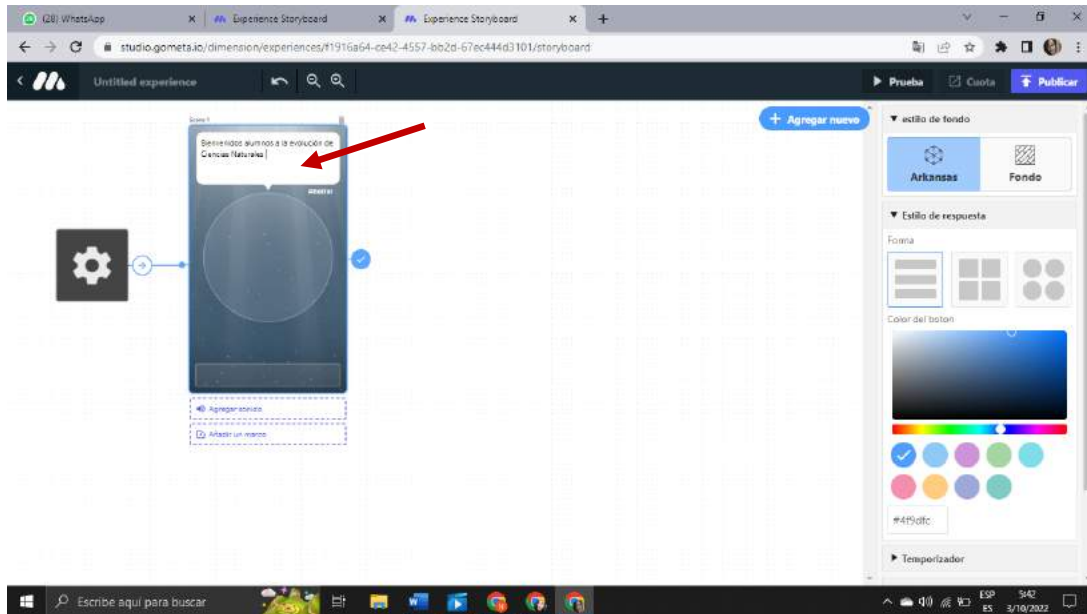 (28) WhatsApp
Experience Storyboard
Experience Storyboard
studio.gometa.io/dimension/experiences/f1916a64-ce42-4557-bb2d-67ec444d3101/storyboard
Untitled experience
Prueba
Cuota
Publicar
+ Agregar nuevo
Bienvenidos alumnos a la evolución de
Ciencias Naturales
Agregar sonido
Añadir un marco
estilo de fondo
Arkansas
Fondo
Estilo de respuesta
Forma
Color del boton
#4f9dfc
Temporizador
Escribe aquí para buscar
ESP
ES
5:42
3/10/2022